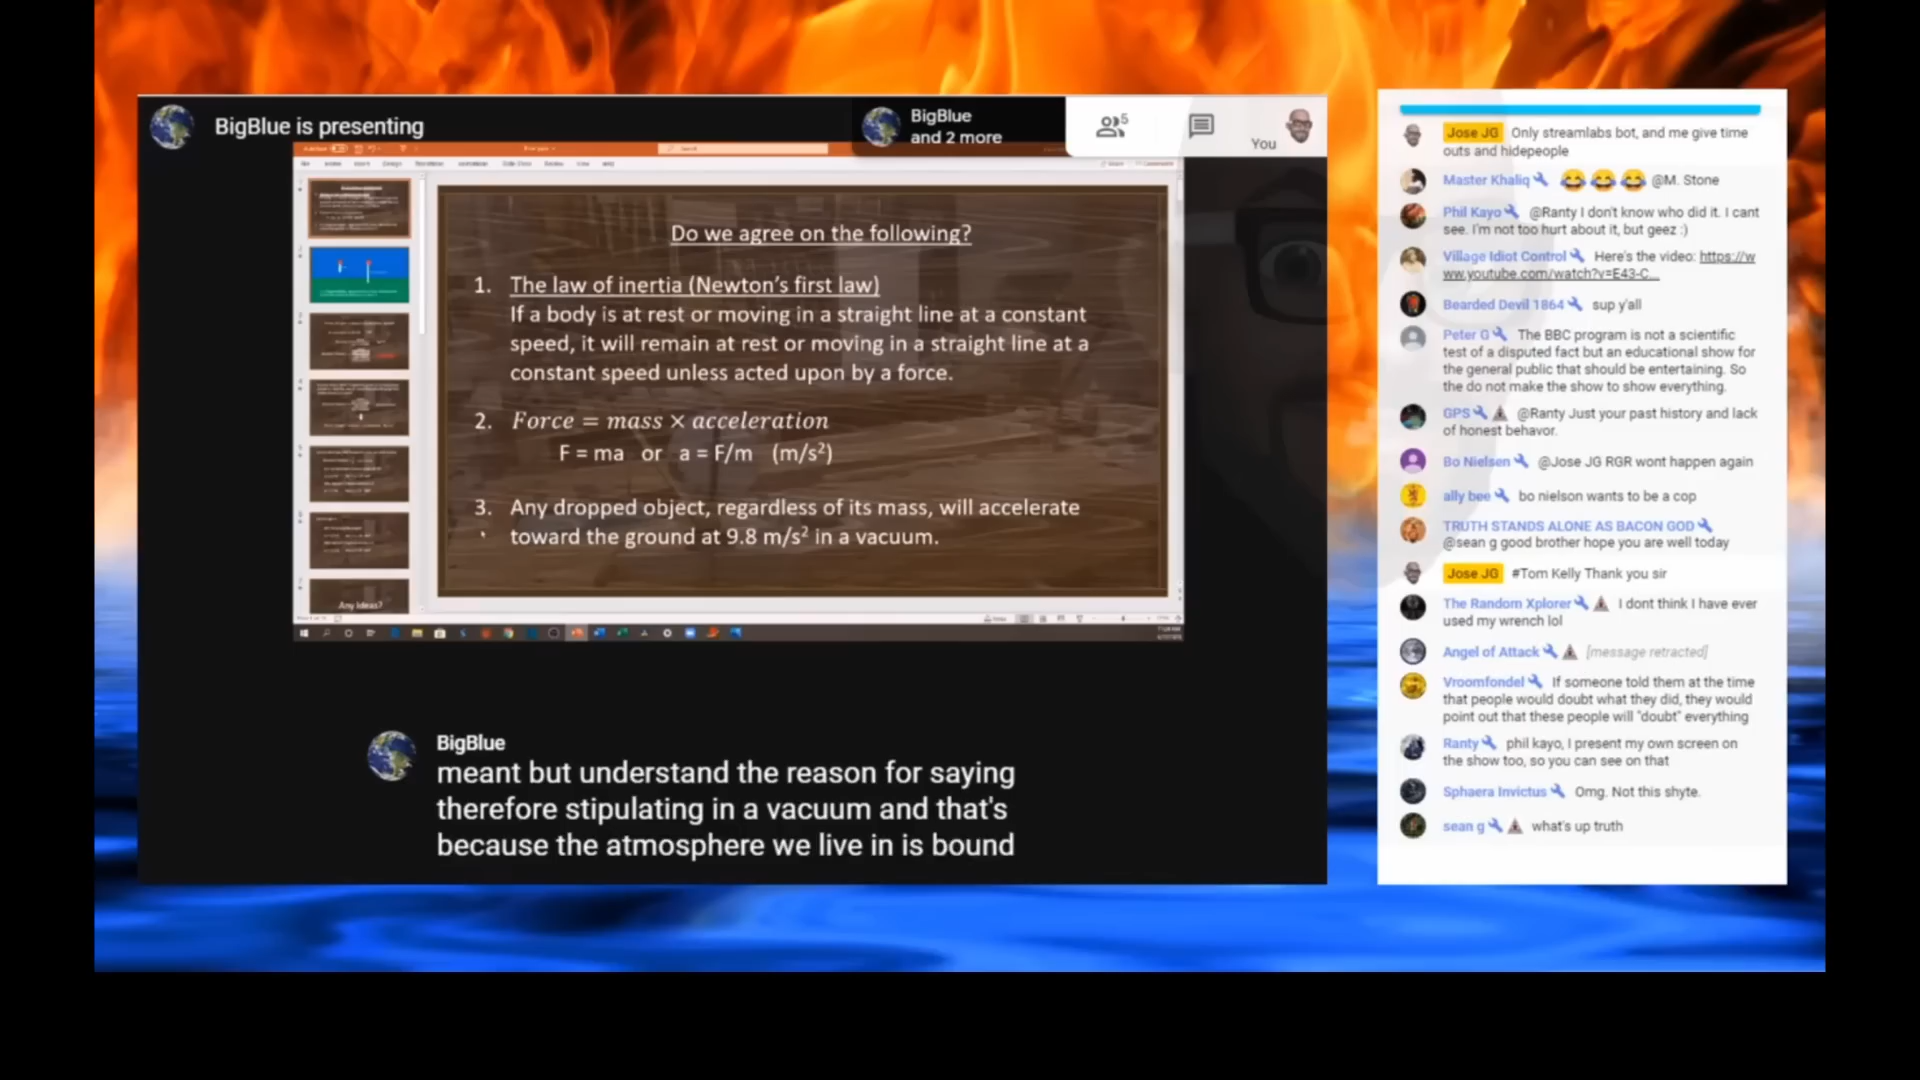 BigBlue is presenting
BigBlue
and 2 more
5
You
Do we agree on the following?
1. The law of inertia (Newton's first law)
If a body is at rest or moving in a straight line at a constant
speed, it will remain at rest or moving in a straight line at a
constant speed unless acted upon by a force.
2. Force = mass × acceleration
F = ma or a = F/m (m/s²)
3. Any dropped object, regardless of its mass, will accelerate
toward the ground at 9.8 m/s² in a vacuum.
Any Ideas?
BigBlue
meant but understand the reason for saying
therefore stipulating in a vacuum and that's
because the atmosphere we live in is bound
Jose JG Only streamlabs bot, and me give time
outs and hidepeople
Master Khaliq 😂 😂 😂 @M. Stone
Phil Kayo @Ranty I don't know who did it. I cant
see. I'm not too hurt about it, but geez :)
Village Idiot Control Here's the video: https://w
ww.youtube.com/watch?v=E43-C...
Bearded Devil 1864 sup y'all
Peter G The BBC program is not a scientific
test of a disputed fact but an educational show for
the general public that should be entertaining. So
the do not make the show to show everything.
GPS @Ranty Just your past history and lack
of honest behavor.
Bo Nielsen @Jose JG RGR wont happen again
ally bee bo nielson wants to be a cop
TRUTH STANDS ALONE AS BACON GOD
@sean g good brother hope you are well today
Jose JG #Tom Kelly Thank you sir
The Random Xplorer I dont think I have ever
used my wrench lol
Angel of Attack [message retracted]
Vroomfondel If someone told them at the time
that people would doubt what they did, they would
point out that these people will "doubt" everything
Ranty phil kayo, I present my own screen on
the show too, so you can see on that
Sphaera Invictus Omg. Not this shyte.
sean g what's up truth